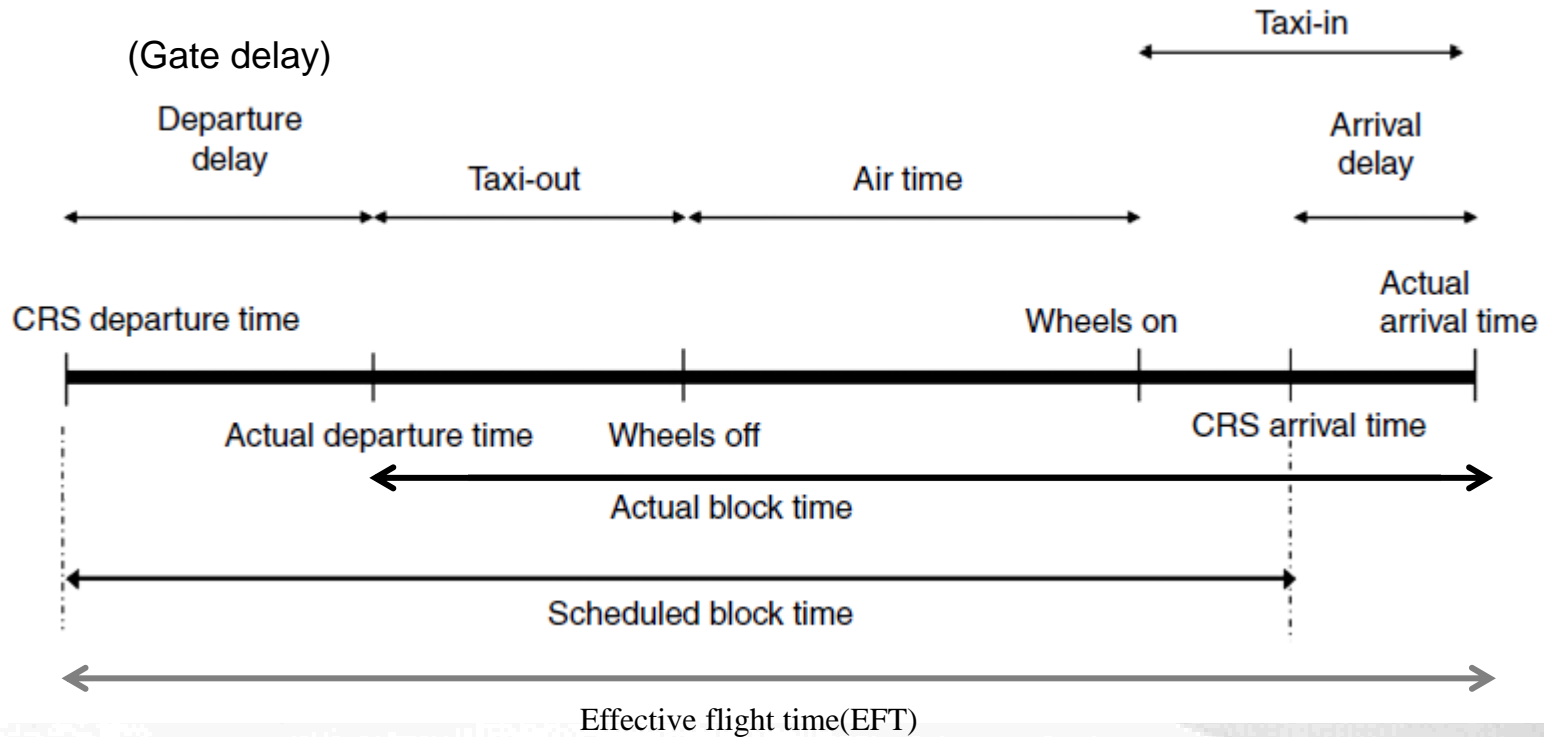 Taxi-in
(Gate delay)
Departure
delay
Taxi-out
Air time
Arrival
delay
CRS departure time
Wheels on
Actual
arrival time
Actual departure time
Wheels off
CRS arrival time
Actual block time
Scheduled block time
Effective flight time(EFT)